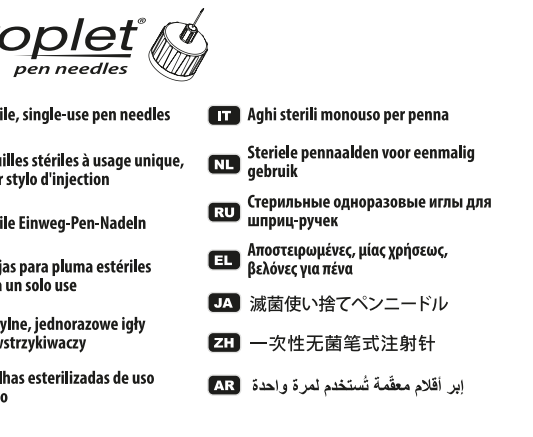 oplet®
pen needles
ile, single-use pen needles
uilles stériles à usage unique,
r stylo d'injection
ile Einweg-Pen-Nadeln
jas para pluma estériles
a un solo use
ylne, jednorazowe igły
wstrzykiwaczy
lhas esterilizadas de uso
o
IT Aghi sterili monouso per penna
NL Steriele pennaalden voor eenmalig
gebruik
RU Стерильные одноразовые иглы для
шприц-ручек
EL Αποστειρωμένες, μίας χρήσεως,
βελόνες για πένα
JA 滅菌使い捨てペンニードル
ZH 一次性无菌笔式注射针
AR إبر أقلام معقّمة تُستخدم لمرة واحدة